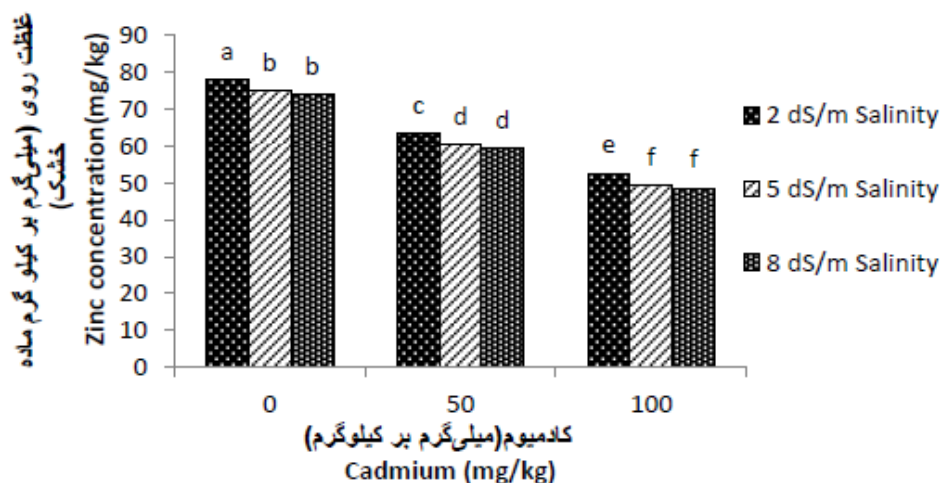 غلظت روی (میلی‌گرم بر کیلو گرم ماده
خشک)
Zinc concentration(mg/kg)
90
80
70
60
50
40
30
20
10
0
a b b
c d d
e f f
2 dS/m Salinity
5 dS/m Salinity
8 dS/m Salinity
0 50 100
کادمیوم(میلی‌گرم بر کیلوگرم)
Cadmium (mg/kg)